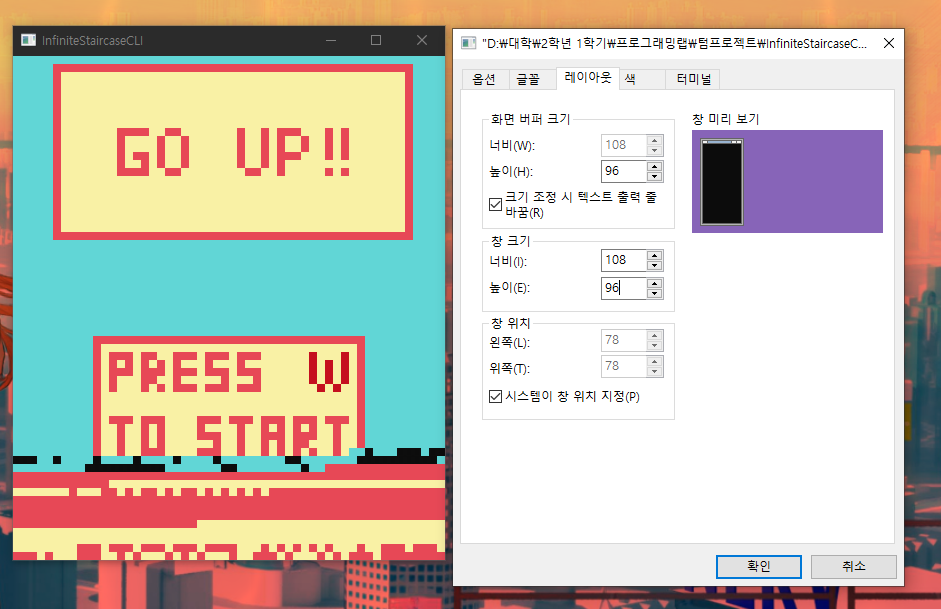 InfiniteStaircaseCLI
GO UP!!
PRESS W
TO START
"D:₩대학₩2학년 1학기₩프로그래밍랩₩텀프로젝트₩InfiniteStaircaseC...
옵션 글꼴 레이아웃 색 터미널
화면 버퍼 크기
너비(W): 108
높이(H): 96
크기 조정 시 텍스트 출력 줄
바꿈(R)
창 크기
너비(I): 108
높이(E): 96
창 위치
왼쪽(L): 78
위쪽(T): 78
시스템이 창 위치 지정(P)
창 미리 보기
확인 취소